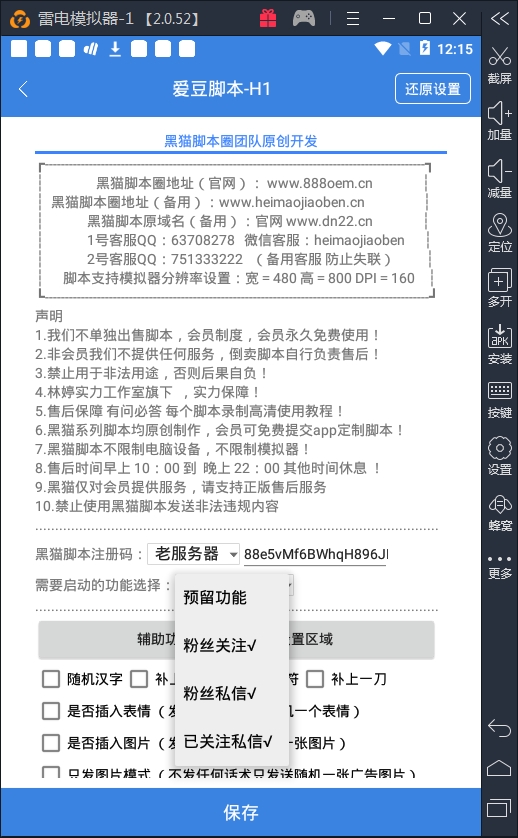 雷电模拟器-1 【2.0.52】
12:15
爱豆脚本-H1
还原设置
黑猫脚本圈团队原创开发
黑猫脚本圈地址（官网）：www.888oem.cn
黑猫脚本圈地址（备用）：www.heimaojiaoben.cn
黑猫脚本原域名（备用）：官网 www.dn22.cn
1号客服QQ：63708278 微信客服：heimaojiaoben
2号客服QQ：751333222 （备用客服 防止失联）
脚本支持模拟器分辨率设置：宽＝480 高＝800 DPI＝160
声明
1.我们不单独出售脚本，会员制度，会员永久免费使用！
2.非会员我们不提供任何服务，倒卖脚本自行负责售后！
3.禁止用于非法用途，否则后果自负！
4.林婷实力工作室旗下 ，实力保障！
5.售后保障 有问必答 每个脚本录制高清使用教程！
6.黑猫系列脚本均原创制作，会员可免费提交app定制脚本！
7.黑猫脚本不限制电脑设备，不限制模拟器！
8.售后时间早上 10：00 到 晚上 22：00 其他时间休息 ！
9.黑猫仅对会员提供服务，请支持正版售后服务
10.禁止使用黑猫脚本发送非法违规内容
黑猫脚本注册码： 老服务器 88e5vMf6BWhqH896J
需要启动的功能选择：
预留功能
粉丝关注√
粉丝私信√
已关注私信√
辅助功 置区域
随机汉字 补上 符 补上一刀
是否插入表情（发 机一个表情）
是否插入图片（发 一张图片）
只发图片模式（不发任何话术只发送随机一张广告图片）
保存
截屏
加量
减量
定位
多开
安装
按键
设置
蜂窝
更多